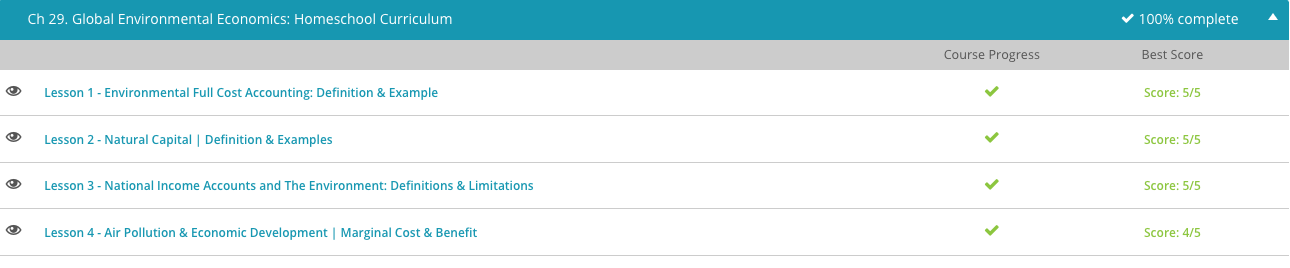 Ch 29. Global Environmental Economics: Homeschool Curriculum 100% complete
Course Progress Best Score
Lesson 1 - Environmental Full Cost Accounting: Definition & Example Score: 5/5
Lesson 2 - Natural Capital | Definition & Examples Score: 5/5
Lesson 3 - National Income Accounts and The Environment: Definitions & Limitations Score: 5/5
Lesson 4 - Air Pollution & Economic Development | Marginal Cost & Benefit Score: 4/5